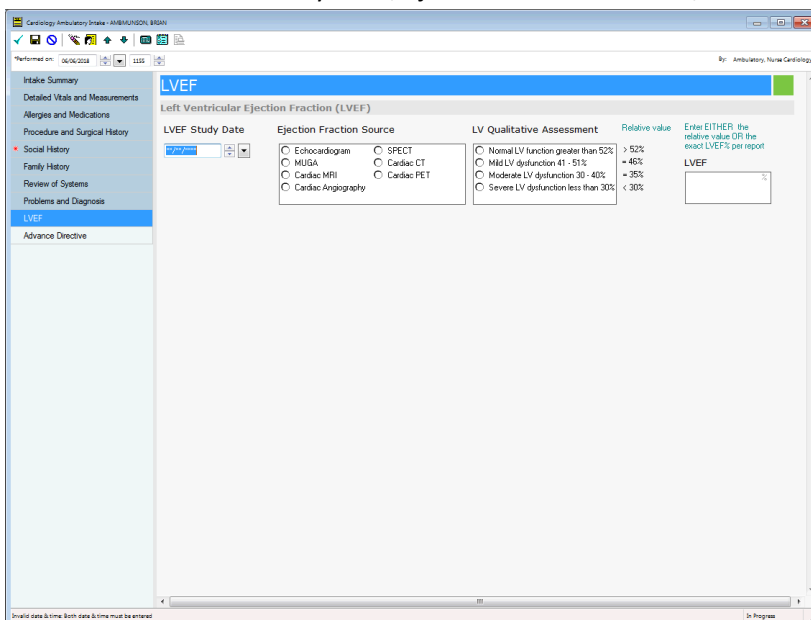 Cardiology Ambulatory Intake - AMBMUNSON, BRIAN
*Performed on: 06/06/2018 1155 By: Ambulatory, Nurse Cardiology
Intake Summary
Detailed Vitals and Measurements
Allergies and Medications
Procedure and Surgical History
Social History
Family History
Review of Systems
Problems and Diagnosis
LVEF
Advance Directive
LVEF
Left Ventricular Ejection Fraction (LVEF)
LVEF Study Date
**/**/****
Ejection Fraction Source
Echocardiogram SPECT
MUGA Cardiac CT
Cardiac MRI Cardiac PET
Cardiac Angiography
LV Qualitative Assessment
Normal LV function greater than 52%
Mild LV dysfunction 41 - 51%
Moderate LV dysfunction 30 - 40%
Severe LV dysfunction less than 30%
Relative value
> 52%
= 46%
= 35%
< 30%
Enter EITHER the
relative value OR the
exact LVEF% per report
LVEF
%
Invalid date & time: Both date & time must be entered In Progress